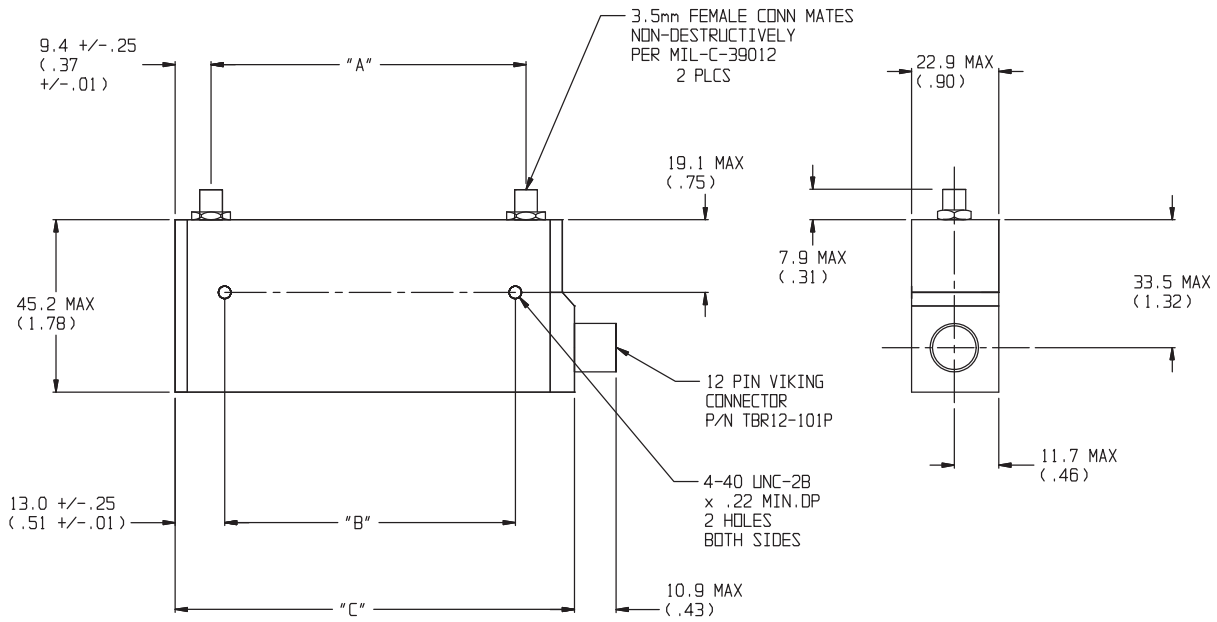 3.5mm FEMALE CONN MATES
NON-DESTRUCTIVELY
PER MIL-C-39012
2 PLCS
9.4 +/-.25
(.37
+/-.01)
"A"
22.9 MAX
(.90)
19.1 MAX
(.75)
7.9 MAX
(.31)
33.5 MAX
(1.32)
45.2 MAX
(1.78)
12 PIN VIKING
CONNECTOR
P/N TBR12-101P
11.7 MAX
(.46)
4-40 UNC-2B
x .22 MIN.DP
2 HOLES
BOTH SIDES
13.0 +/-.25
(.51 +/-.01)
"B"
10.9 MAX
(.43)
"C"